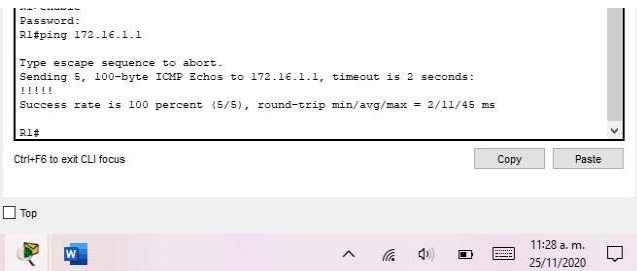 Password:
R1#ping 172.16.1.1
Type escape sequence to abort.
Sending 5, 100-byte ICMP Echos to 172.16.1.1, timeout is 2 seconds:
!!!!!
Success rate is 100 percent (5/5), round-trip min/avg/max = 2/11/45 ms
R1#
Ctrl+F6 to exit CLI focus
Copy
Paste
Top
W
11:28 a. m.
25/11/2020